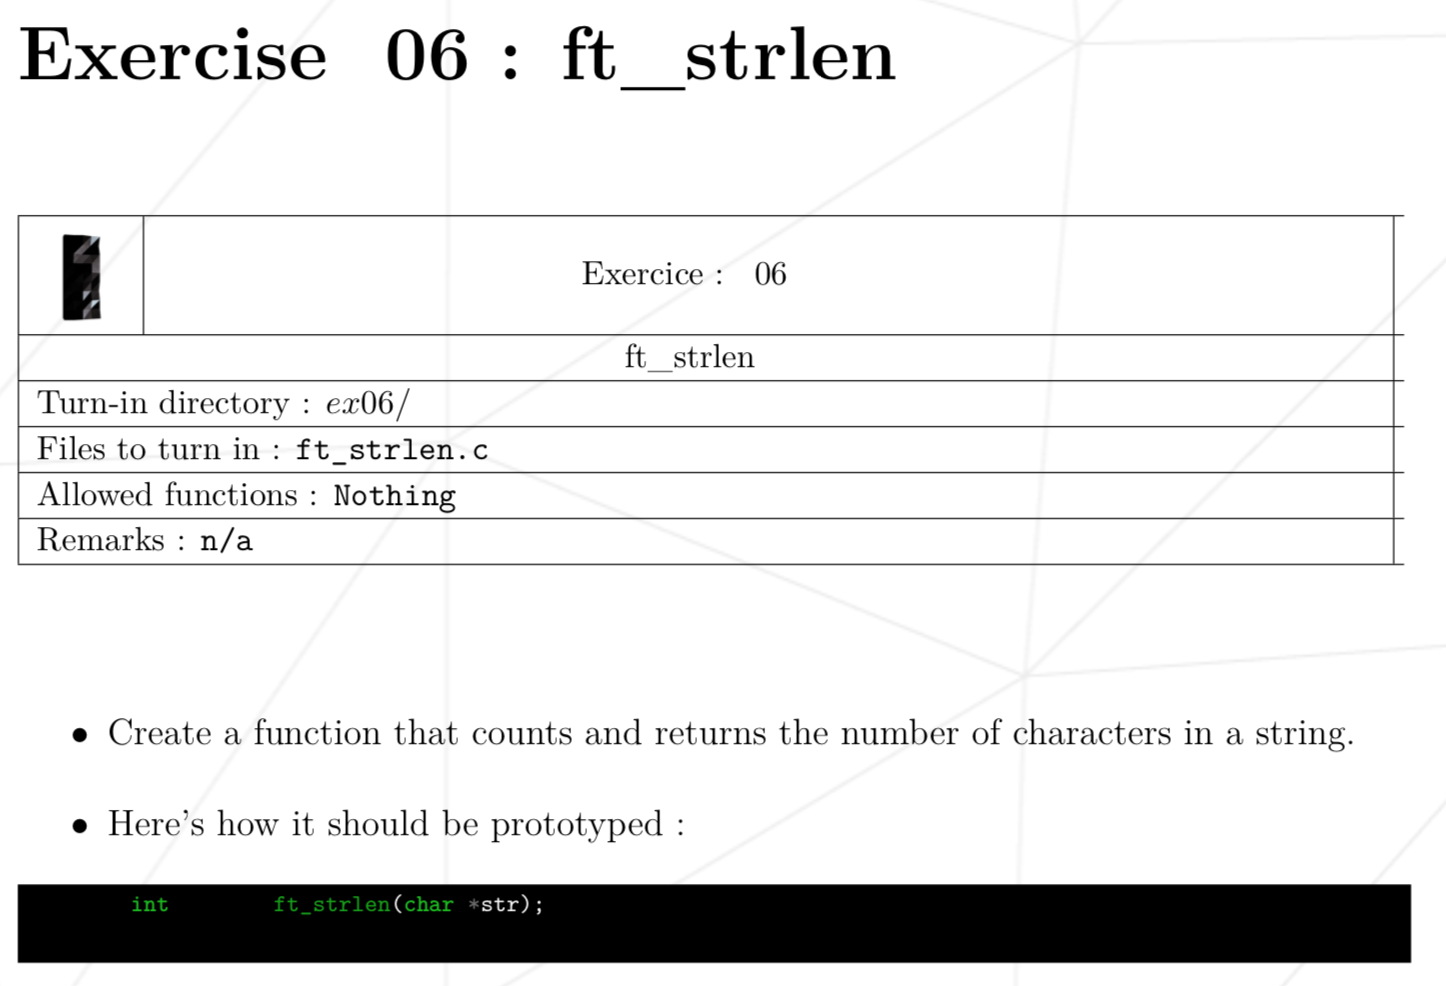 Exercise 06 : ft_strlen
Exercice : 06
ft_strlen
Turn-in directory : ex06/
Files to turn in : ft_strlen.c
Allowed functions : Nothing
Remarks : n/a
• Create a function that counts and returns the number of characters in a string.
• Here's how it should be prototyped :
int ft_strlen(char *str);